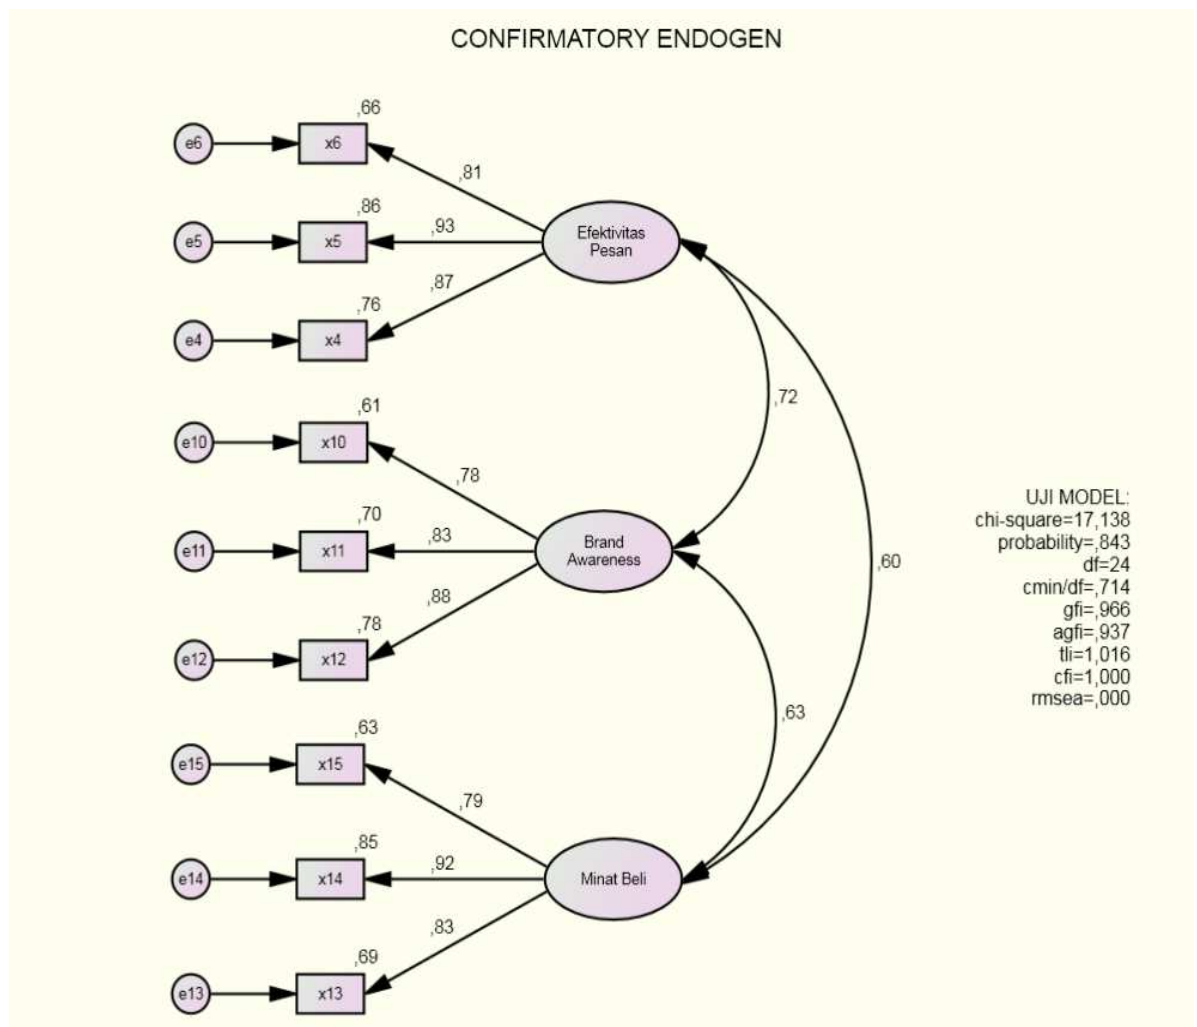 CONFIRMATORY ENDOGEN
,66
e6
x6
,81
,86
e5
x5
,93
Efektivitas
Pesan
,87
,76
e4
x4
,72
,61
e10
x10
,78
,70
e11
x11
,83
Brand
Awareness
,88
,78
e12
x12
,60
,63
,63
e15
x15
,79
,85
e14
x14
,92
Minat Beli
,83
,69
e13
x13
UJI MODEL:
chi-square=17,138
probability=,843
df=24
cmin/df=,714
gfi=,966
agfi=,937
tli=1,016
cfi=1,000
rmsea=,000